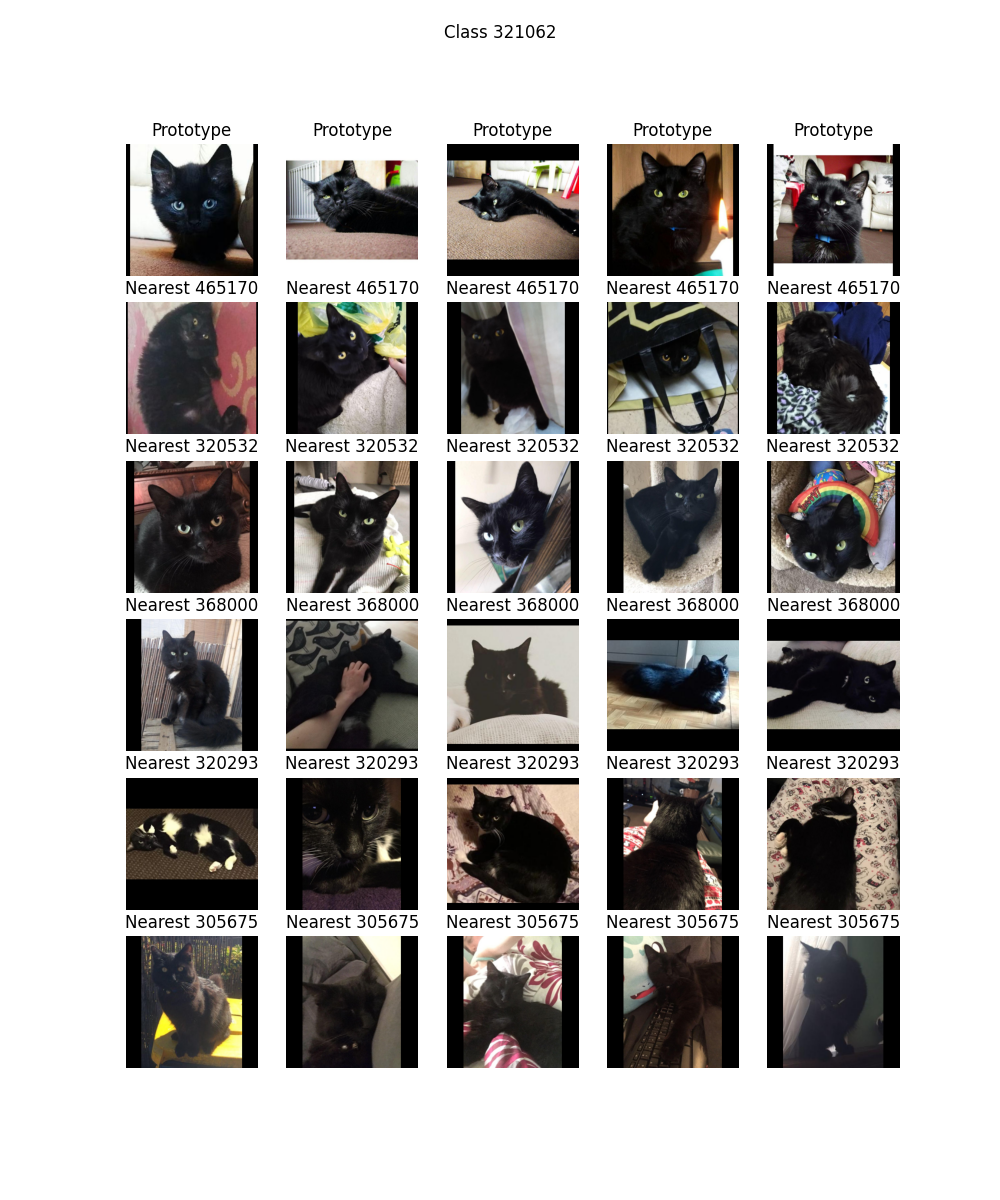 Class 321062
Prototype Prototype Prototype Prototype Prototype
Nearest 465170 Nearest 465170 Nearest 465170 Nearest 465170 Nearest 465170
Nearest 320532 Nearest 320532 Nearest 320532 Nearest 320532 Nearest 320532
Nearest 368000 Nearest 368000 Nearest 368000 Nearest 368000 Nearest 368000
Nearest 320293 Nearest 320293 Nearest 320293 Nearest 320293 Nearest 320293
Nearest 305675 Nearest 305675 Nearest 305675 Nearest 305675 Nearest 305675